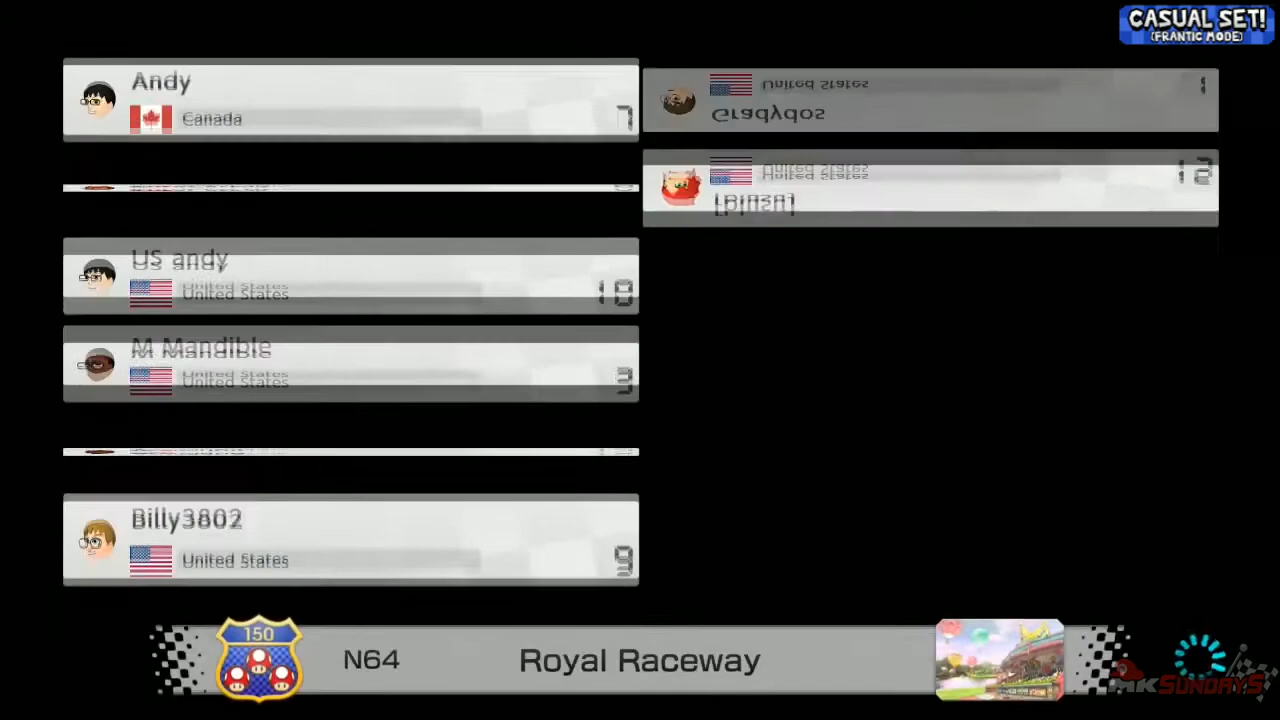 CASUAL SET!
(FRANTIC MODE)
Andy
Canada
7
US andy
United States
10
M Mandible
United States
3
Billy3802
United States
9
United States
1
Gradydos
United States
12
150
N64
Royal Raceway
MKSUNDAYS